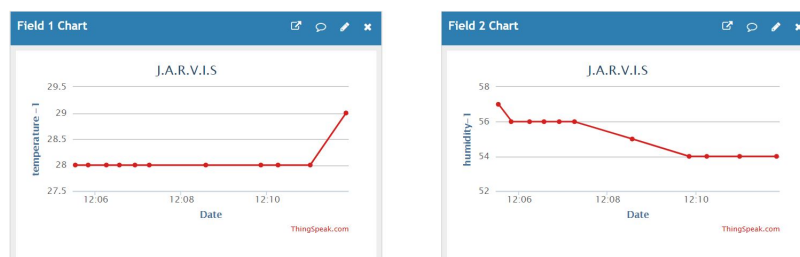 Field 1 Chart
J.A.R.V.I.S
temperature - 1
29.5
29
28.5
28
27.5
12:06 12:08 12:10
Date
ThingSpeak.com
Field 2 Chart
J.A.R.V.I.S
humidity- 1
58
56
54
52
12:06 12:08 12:10
Date
ThingSpeak.com